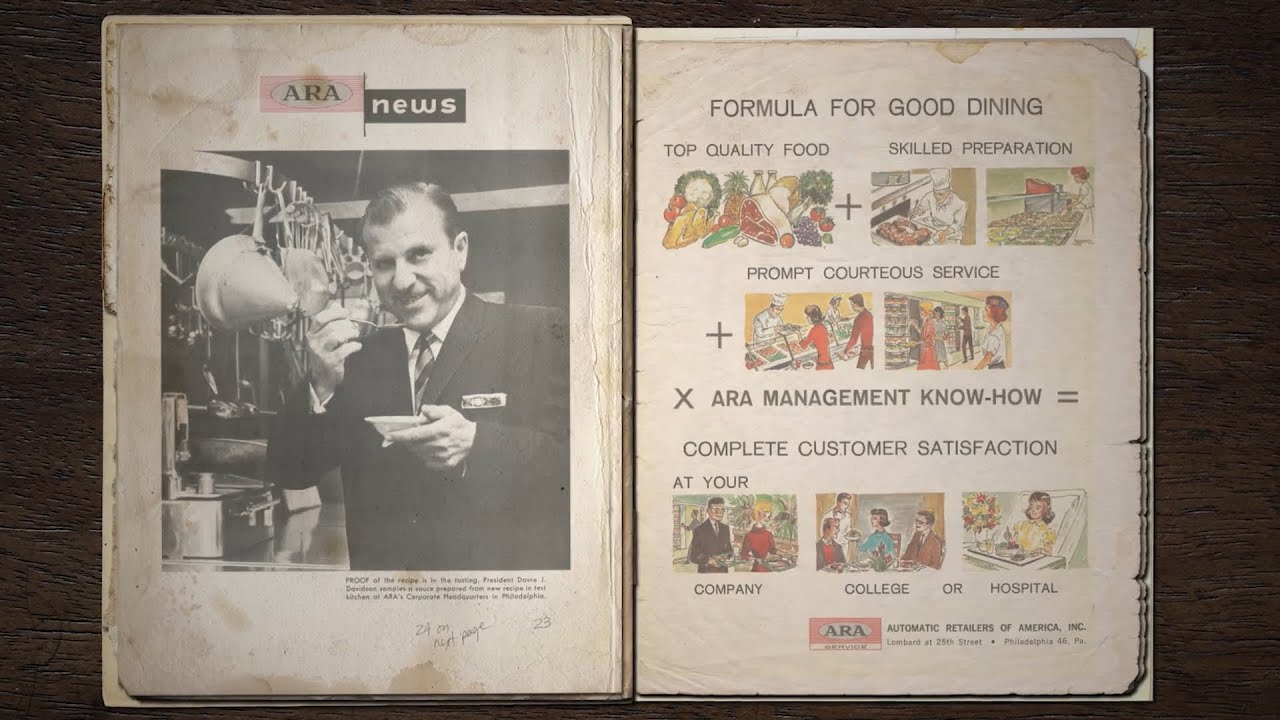 ARA
news
PROOF of the recipe is in the tasting, President Davre J.
Davidson samples a sauce prepared from new recipe in test
kitchen at ARA's Corporate Headquarters in Philadelphia.
24 on
next page
23
FORMULA FOR GOOD DINING
TOP QUALITY FOOD SKILLED PREPARATION
+
PROMPT COURTEOUS SERVICE
+
X ARA MANAGEMENT KNOW-HOW =
COMPLETE CUSTOMER SATISFACTION
AT YOUR
COMPANY COLLEGE OR HOSPITAL
ARA
SERVICE
AUTOMATIC RETAILERS OF AMERICA, INC.
Lombard at 25th Street • Philadelphia 46, Pa.